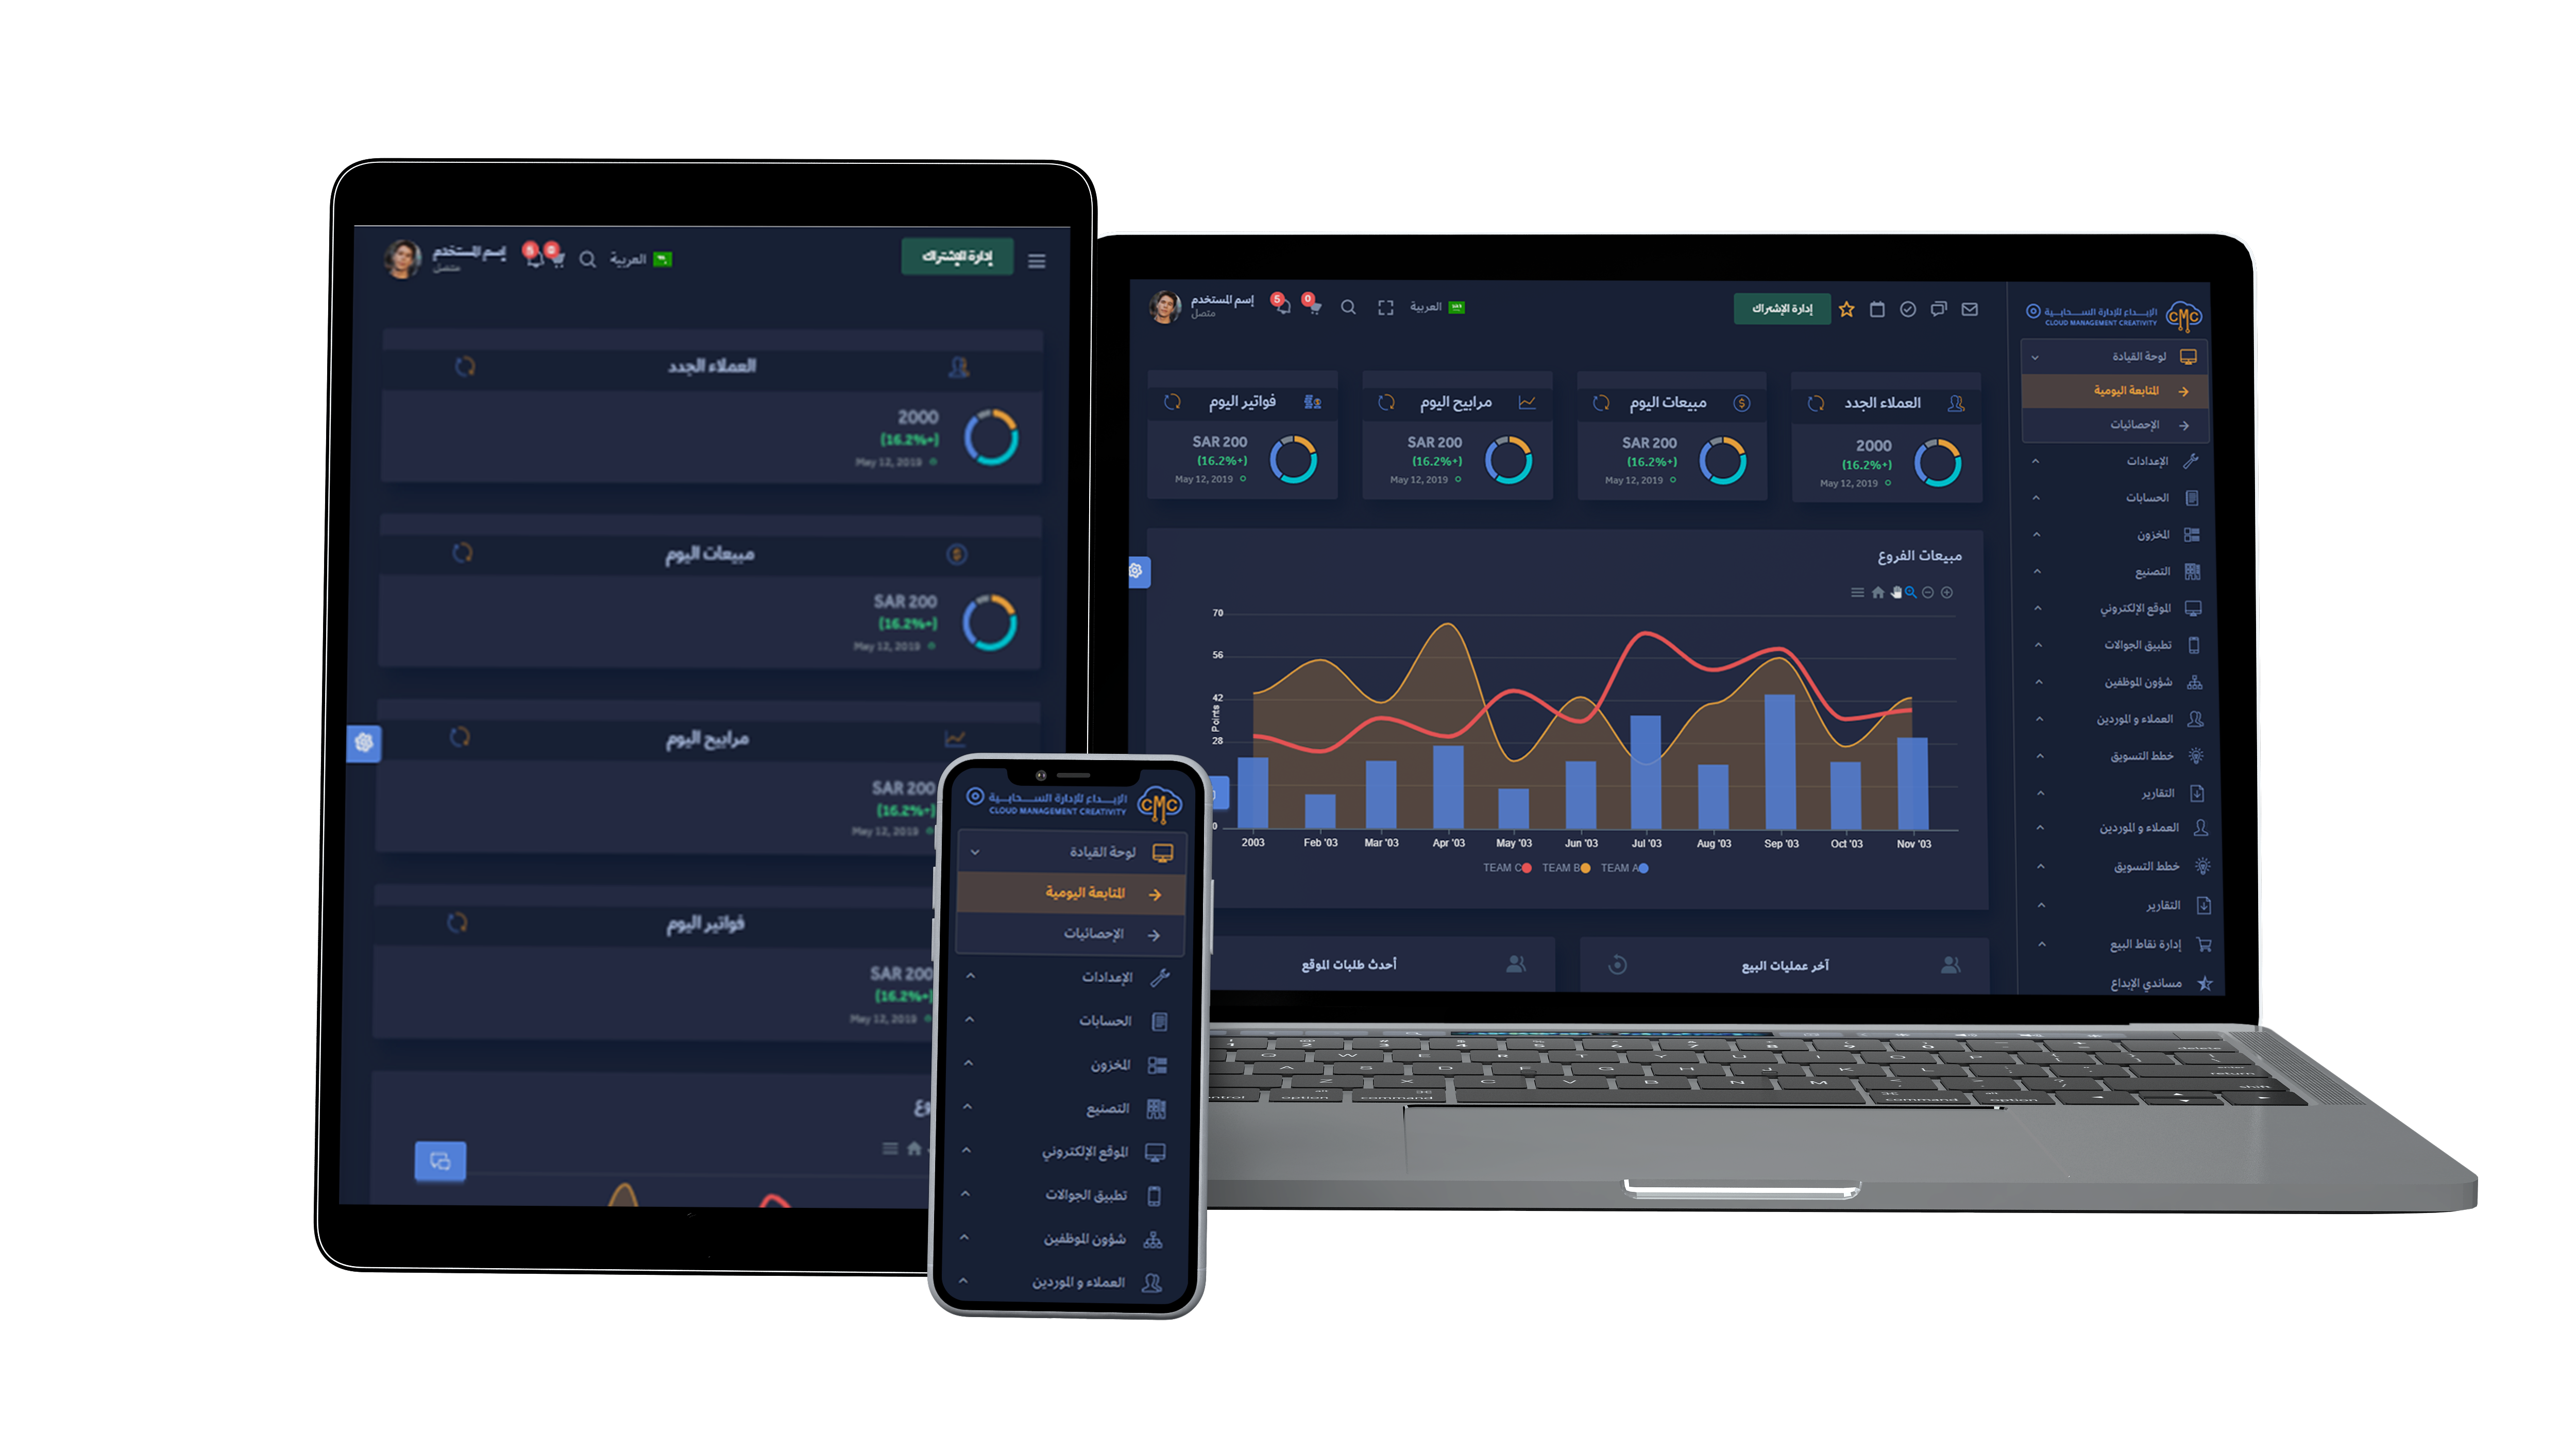 إسم المستخدم
متصل
5
0
العربية
إدارة الإشتراك
العملاء الجدد
2000
(16.2%+)
May 12, 2019
مبيعات اليوم
SAR 200
(16.2%+)
May 12, 2019
مرابيح اليوم
SAR 200
(16.2%+)
May 12, 2019
فواتير اليوم
SAR 200
(16.2%+)
May 12, 2019
الإبداع للإدارة السحابية
CLOUD MANAGEMENT CREATIVITY
CMC
لوحة القيادة
المتابعة اليومية
الإحصائيات
الإعدادات
الحسابات
المخزون
التصنيع
الموقع الإلكتروني
تطبيق الجوالات
شؤون الموظفين
العملاء و الموردين
إسم المستخدم
متصل
5
0
العربية
إدارة الإشتراك
العملاء الجدد
2000
(16.2%+)
May 12, 2019
مبيعات اليوم
SAR 200
(16.2%+)
May 12, 2019
مرابيح اليوم
SAR 200
(16.2%+)
May 12, 2019
فواتير اليوم
SAR 200
(16.2%+)
May 12, 2019
مبيعات الفروع
70
56
42
28
0
Points
2003 Feb '03 Mar '03 Apr '03 May '03 Jun '03 Jul '03 Aug '03 Sep '03 Oct '03 Nov '03
TEAM C TEAM B TEAM A
آخر عمليات البيع
أحدث طلبات الموقع
الإبداع للإدارة السحابية
CLOUD MANAGEMENT CREATIVITY
CMC
لوحة القيادة
المتابعة اليومية
الإحصائيات
الإعدادات
الحسابات
المخزون
التصنيع
الموقع الإلكتروني
تطبيق الجوالات
شؤون الموظفين
العملاء و الموردين
خطط التسويق
التقارير
العملاء و الموردين
خطط التسويق
التقارير
إدارة نقاط البيع
مساندي الإبداع
Q W E R T Y U I O P
A S D F G H J K L
Z X C V B N M
option command command option
return
shift